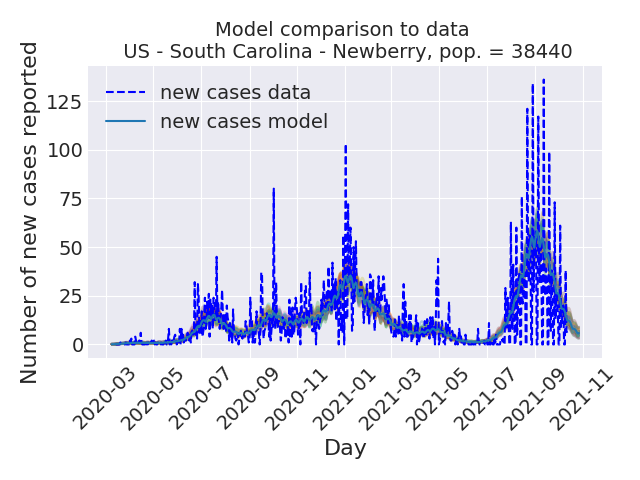 Model comparison to data
US - South Carolina - Newberry, pop. = 38440
Number of new cases reported
new cases data
new cases model
125
100
75
50
25
0
2020-03
2020-05
2020-07
2020-09
2020-11
2021-01
2021-03
2021-05
2021-07
2021-09
2021-11
Day